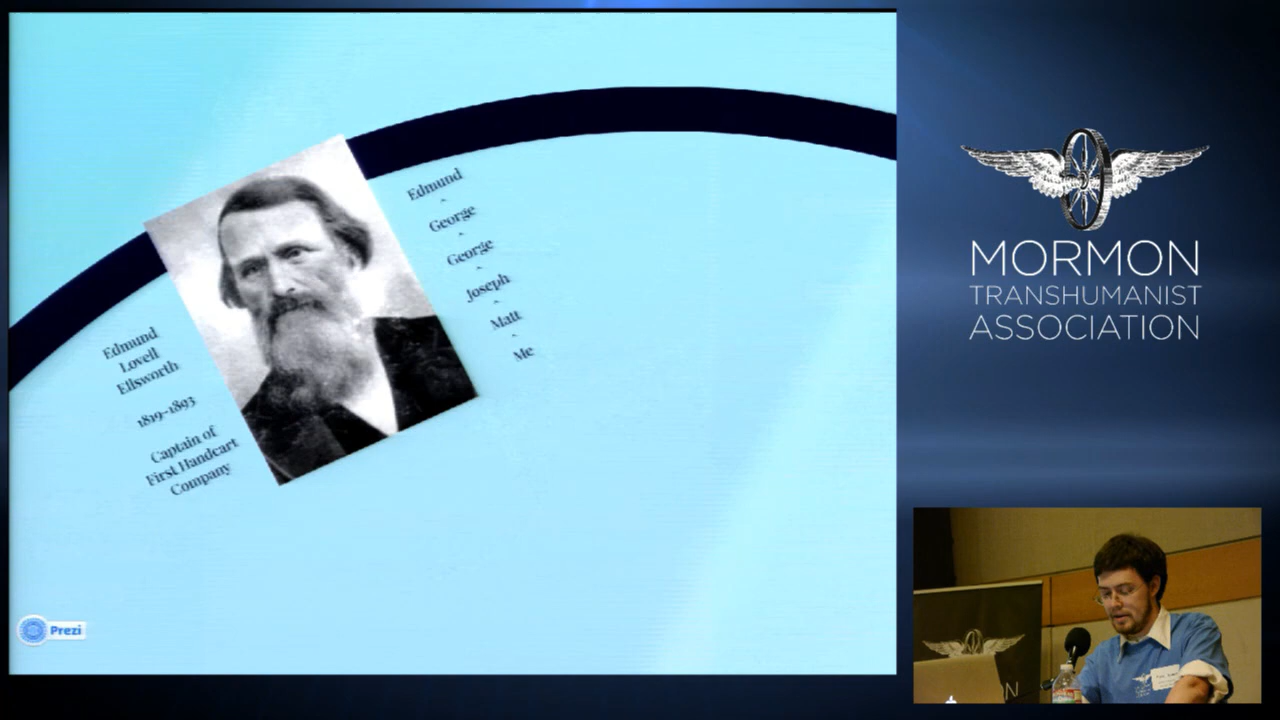 Edmund
Lovell
Ellsworth
1819-1893
Captain of
First Handcart
Company
Edmund
^
George
^
George
^
Joseph
^
Matt
^
Me
Prezi
MORMON
TRANSHUMANIST
ASSOCIATION